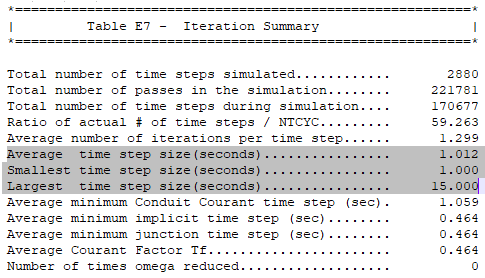 *=======================================================*
| Table E7 - Iteration Summary |
*=======================================================*
Total number of time steps simulated............ 2880
Total number of passes in the simulation........ 221781
Total number of time steps during simulation.... 170677
Ratio of actual # of time steps / NTCYC......... 59.263
Average number of iterations per time step...... 1.299
Average  time step size(seconds)................ 1.012
Smallest time step size(seconds)................ 1.000
Largest  time step size(seconds)................ 15.000
Average minimum Conduit Courant time step (sec). 1.059
Average minimum implicit time step (sec)........ 0.464
Average minimum junction time step (sec)........ 0.464
Average Courant Factor Tf....................... 0.464
Number of times omega reduced................... 0